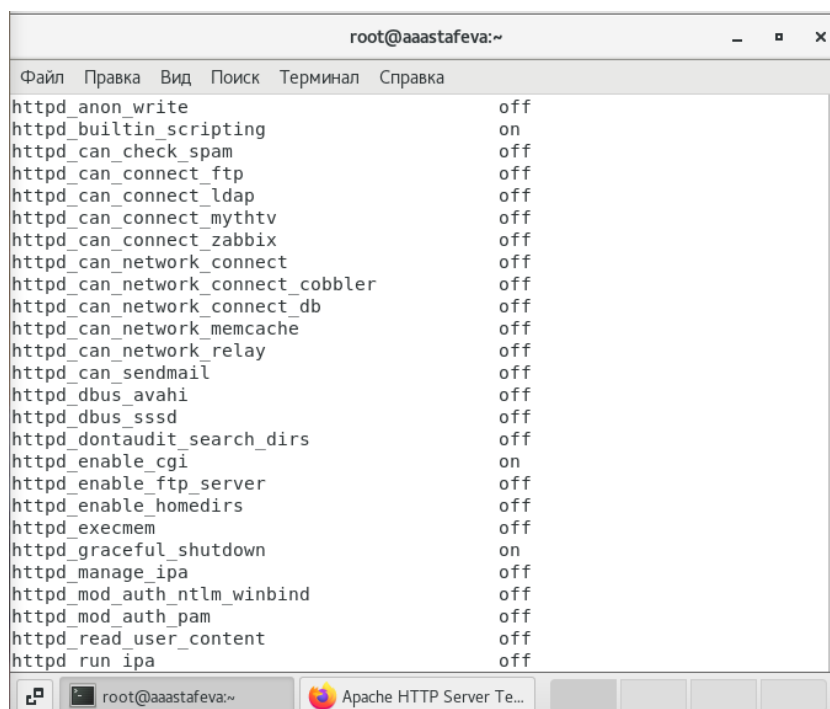 root@aaastafeva:~
Файл Правка Вид Поиск Терминал Справка
httpd_anon_write off
httpd_builtin_scripting on
httpd_can_check_spam off
httpd_can_connect_ftp off
httpd_can_connect_ldap off
httpd_can_connect_mythtv off
httpd_can_connect_zabbix off
httpd_can_network_connect off
httpd_can_network_connect_cobbler off
httpd_can_network_connect_db off
httpd_can_network_memcache off
httpd_can_network_relay off
httpd_can_sendmail off
httpd_dbus_avahi off
httpd_dbus_sssd off
httpd_dontaudit_search_dirs off
httpd_enable_cgi on
httpd_enable_ftp_server off
httpd_enable_homedirs off
httpd_execmem off
httpd_graceful_shutdown on
httpd_manage_ipa off
httpd_mod_auth_ntlm_winbind off
httpd_mod_auth_pam off
httpd_read_user_content off
httpd_run_ipa off
root@aaastafeva:~ Apache HTTP Server Te...